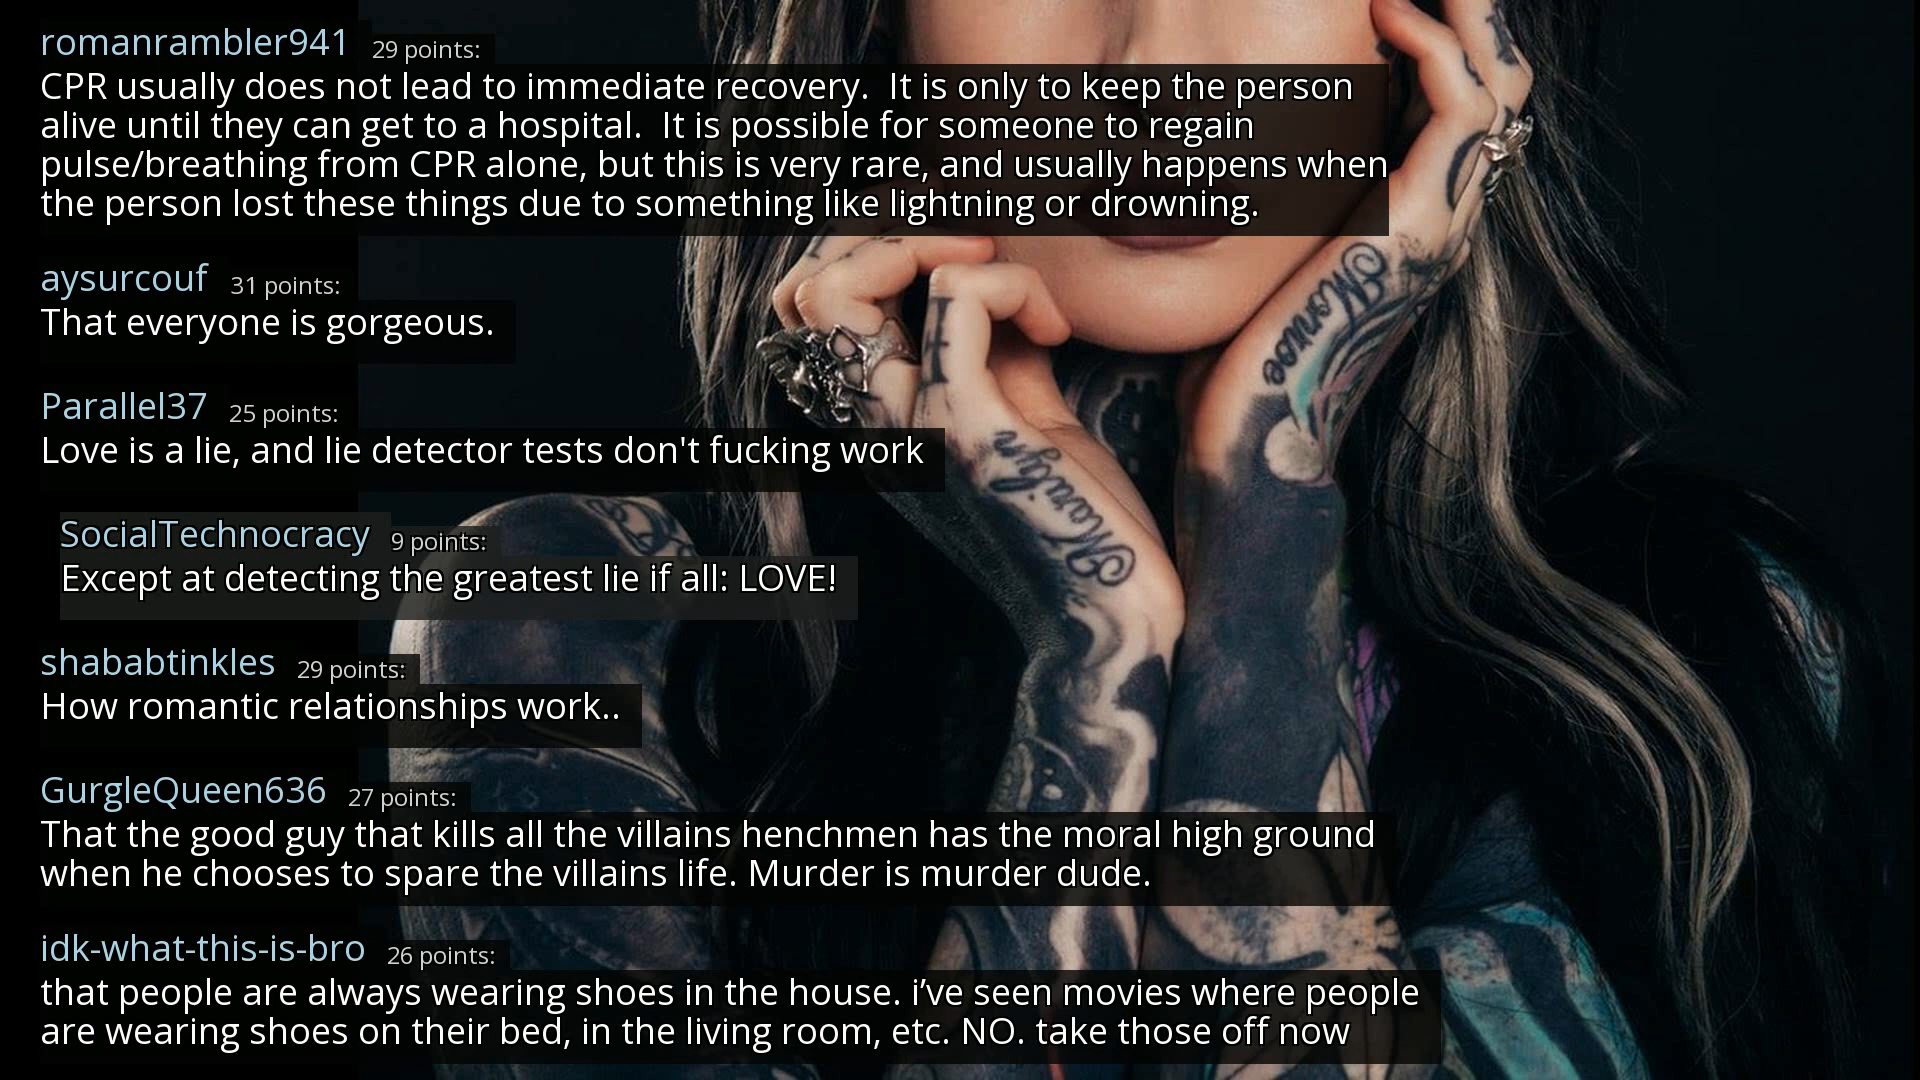 romanrambler941 29 points:
CPR usually does not lead to immediate recovery.  It is only to keep the person
alive until they can get to a hospital.  It is possible for someone to regain
pulse/breathing from CPR alone, but this is very rare, and usually happens when
the person lost these things due to something like lightning or drowning.
aysurcouf 31 points:
That everyone is gorgeous.
Parallel37 25 points:
Love is a lie, and lie detector tests don't fucking work
SocialTechnocracy 9 points:
Except at detecting the greatest lie if all: LOVE!
shababtinkles 29 points:
How romantic relationships work..
GurgleQueen636 27 points:
That the good guy that kills all the villains henchmen has the moral high ground
when he chooses to spare the villains life. Murder is murder dude.
idk-what-this-is-bro 26 points:
that people are always wearing shoes in the house. i’ve seen movies where people
are wearing shoes on their bed, in the living room, etc. NO. take those off now
Monroe
Marilyn